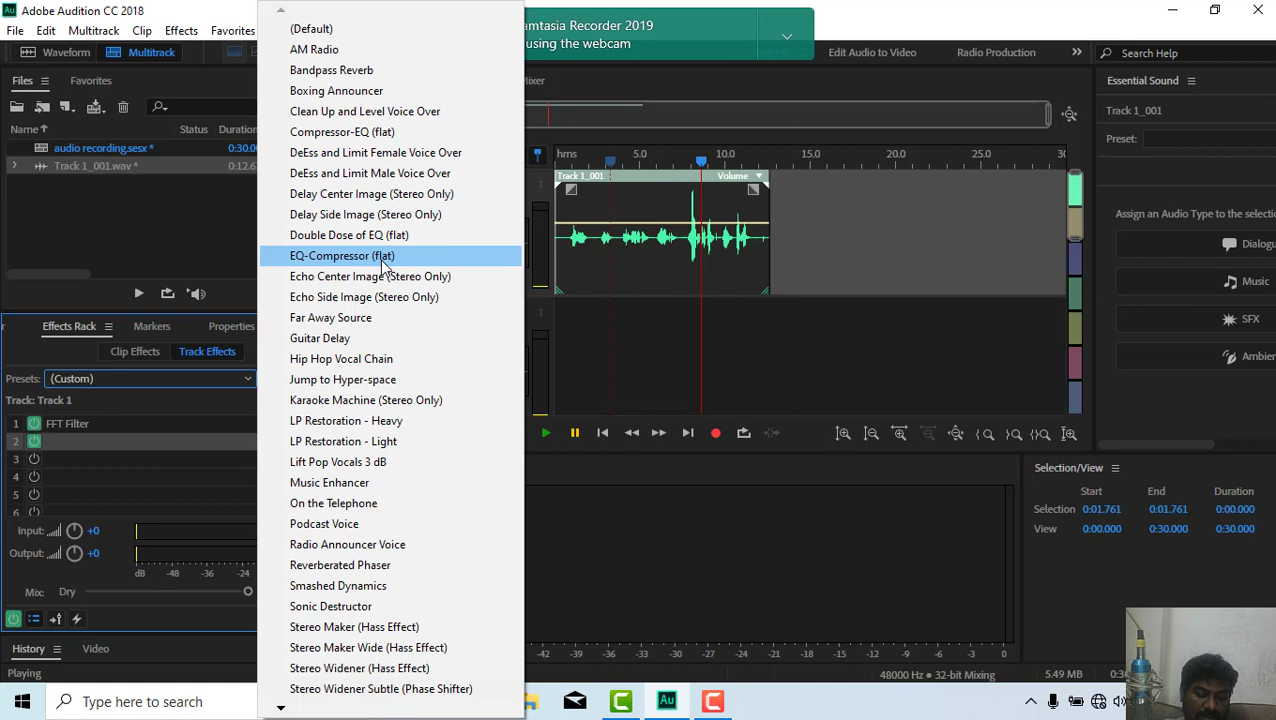 Adobe Audition CC 2018
File Edit Multitrack Clip Effects Favorites
Waveform Multitrack
Files Favorites
Name Status Duration
audio recording.sesx * 0:30.0
Track 1_001.wav * 0:12.6
Effects Rack Markers Properties
Clip Effects Track Effects
Presets: (Custom)
Track: Track 1
1 FFT Filter
2
3
4
5
6
Input: +0
Output: +0
dB -48 -36 -24
Mix: Dry
History Video
Playing
(Default)
AM Radio
Bandpass Reverb
Boxing Announcer
Clean Up and Level Voice Over
Compressor-EQ (flat)
DeEss and Limit Female Voice Over
DeEss and Limit Male Voice Over
Delay Center Image (Stereo Only)
Delay Side Image (Stereo Only)
Double Dose of EQ (flat)
EQ-Compressor (flat)
Echo Center Image (Stereo Only)
Echo Side Image (Stereo Only)
Far Away Source
Guitar Delay
Hip Hop Vocal Chain
Jump to Hyper-space
Karaoke Machine (Stereo Only)
LP Restoration - Heavy
LP Restoration - Light
Lift Pop Vocals 3 dB
Music Enhancer
On the Telephone
Podcast Voice
Radio Announcer Voice
Reverberated Phaser
Smashed Dynamics
Sonic Destructor
Stereo Maker (Hass Effect)
Stereo Maker Wide (Hass Effect)
Stereo Widener (Hass Effect)
Stereo Widener Subtle (Phase Shifter)
amtasia Recorder 2019
using the webcam
Edit Audio to Video Radio Production Search Help
Mixer
hms 5.0 10.0 15.0 20.0 25.0 30
1 Track 1_001 Volume
1
-42 -39 -36 -33 -30 -27 -24 -21 -18 -15 -12 -9 -6 -3 0
Essential Sound
TRACK 1_001
Preset:
Assign an Audio Type to the selectio
Dialogu
Music
SFX
Ambien
Selection/View
Start End Duration
Selection 0:01.761 0:01.761 0:00.000
View 0:00.000 0:30.000 0:30.000
48000 Hz • 32-bit Mixing 5.49 MB 0:30.0
Type here to search
Au